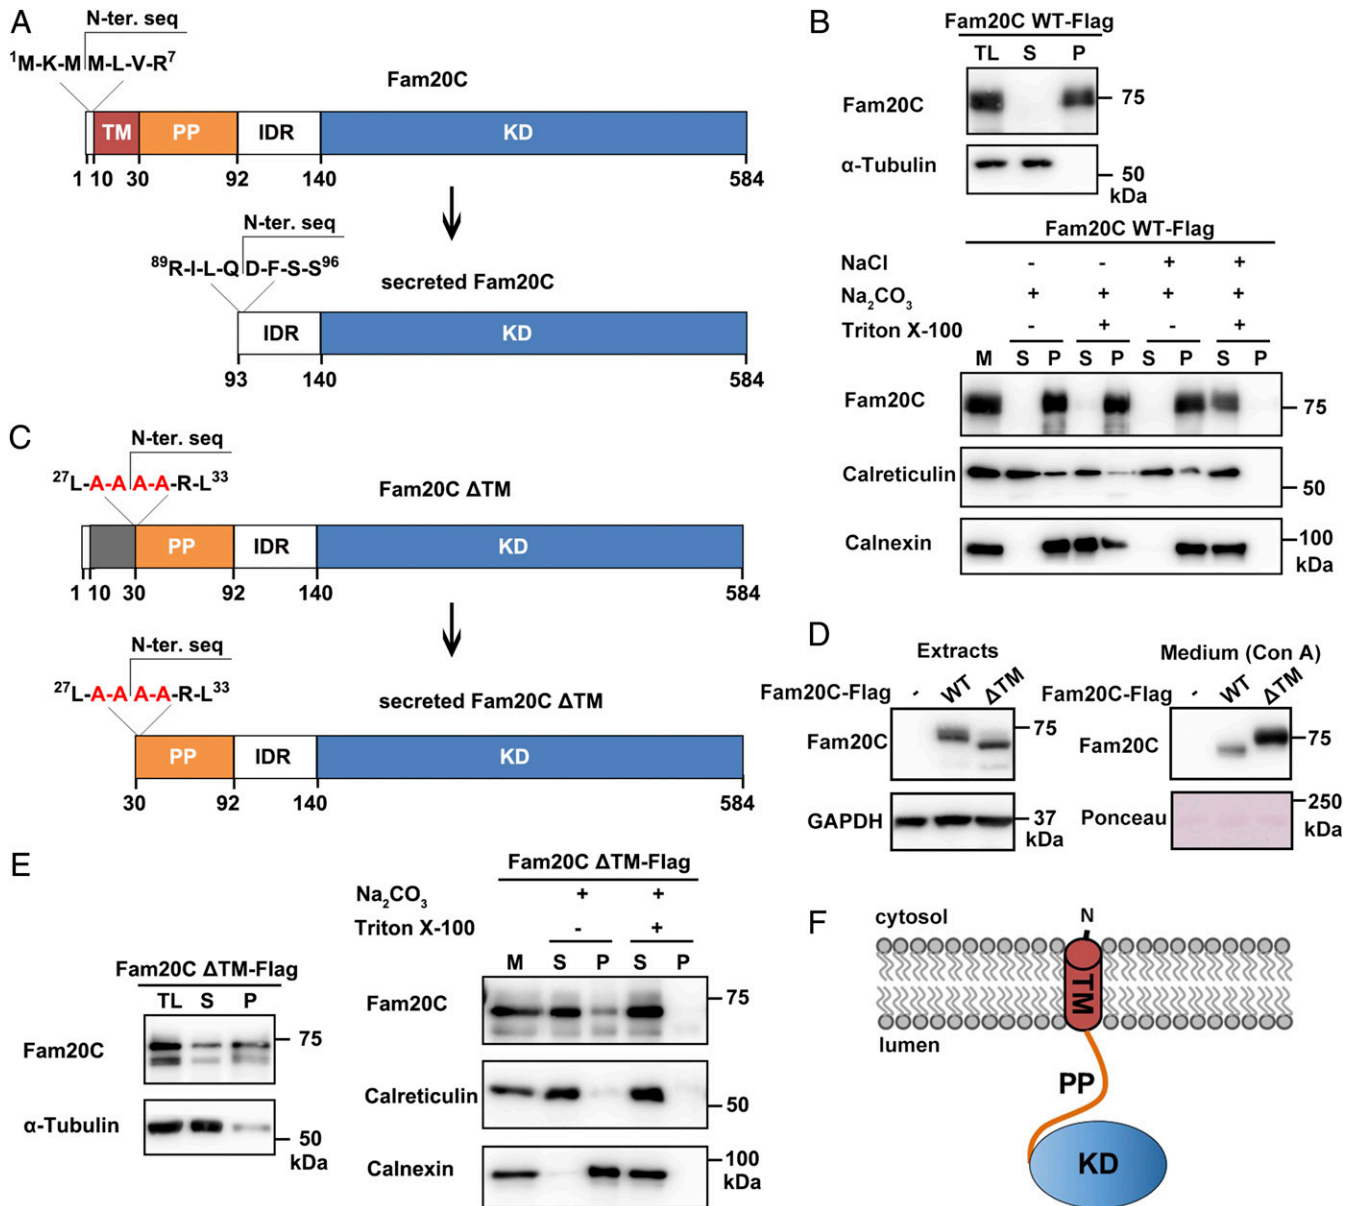 A
N-ter. seq
¹M-K-M M-L-V-R⁷
Fam20C
TM PP IDR KD
1 10 30 92 140 584
N-ter. seq
⁸⁹R-I-L-Q D-F-S-S⁹⁶
secreted Fam20C
IDR KD
93 140 584
B
Fam20C WT-Flag
TL S P
Fam20C 75
α-Tubulin 50
kDa
Fam20C WT-Flag
NaCl - - + +
Na₂CO₃ + + + +
Triton X-100 - + - +
M S P S P S P S P
Fam20C 75
Calreticulin 50
Calnexin 100
kDa
C
N-ter. seq
²⁷L-A-A A-A-R-L³³
Fam20C ΔTM
PP IDR KD
1 10 30 92 140 584
N-ter. seq
²⁷L-A-A A-A-R-L³³
secreted Fam20C ΔTM
PP IDR KD
30 92 140 584
D
Extracts
Fam20C-Flag - WT ΔTM
Fam20C 75
GAPDH 37
kDa
Medium (Con A)
Fam20C-Flag - WT ΔTM
Fam20C 75
Ponceau 250
kDa
E
Fam20C ΔTM-Flag
TL S P
Fam20C 75
α-Tubulin 50
kDa
Fam20C ΔTM-Flag
Na₂CO₃ + +
Triton X-100 - +
M S P S P
Fam20C 75
Calreticulin 50
Calnexin 100
kDa
F
cytosol N
TM
lumen
PP
KD